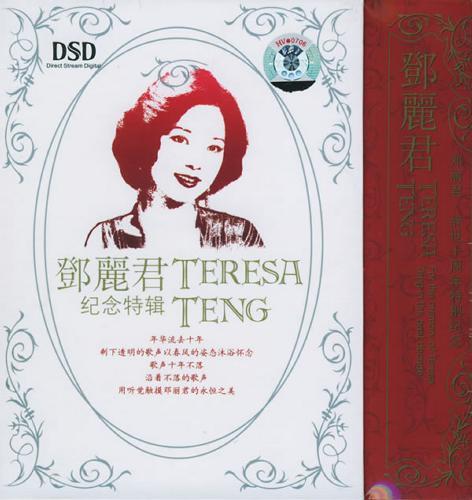 DSD
Direct Stream Digital
HV●0706
鄧麗君 TERESA
纪念特辑 TENG
年华流去十年
剩下透明的歌声以春风的姿态沐浴怀念
歌声十年不落
沿着不落的歌声
用听觉触摸邓丽君的永恒之美
鄧麗君
TERESA
TENG